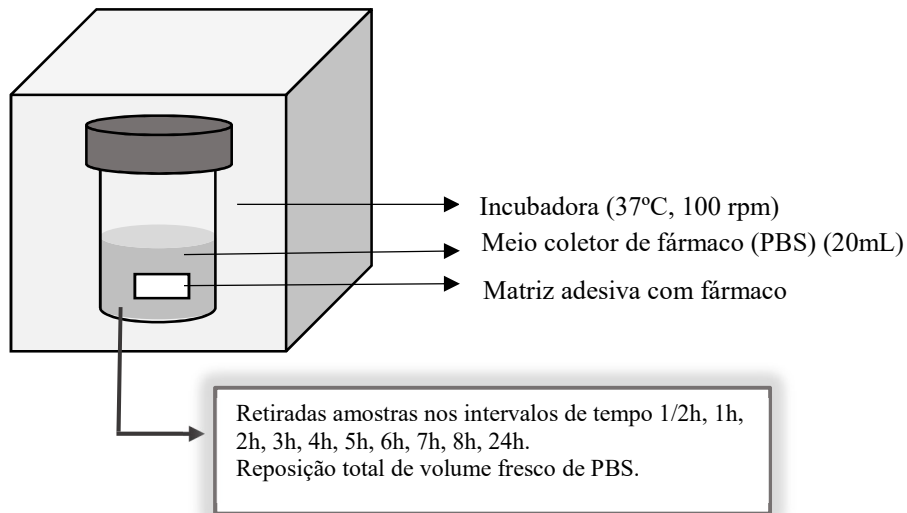 Incubadora (37ºC, 100 rpm)
Meio coletor de fármaco (PBS) (20mL)
Matriz adesiva com fármaco
Retiradas amostras nos intervalos de tempo 1/2h, 1h,
2h, 3h, 4h, 5h, 6h, 7h, 8h, 24h.
Reposição total de volume fresco de PBS.